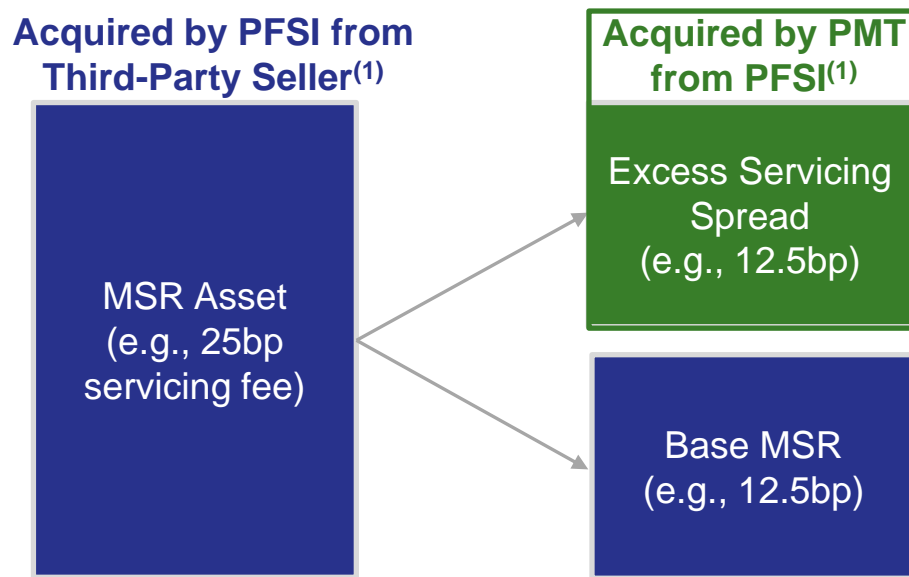 Acquired by PFSI from
Third-Party Seller(1)
MSR Asset
(e.g., 25bp
servicing fee)
Acquired by PMT
from PFSI(1)
Excess Servicing
Spread
(e.g., 12.5bp)
Base MSR
(e.g., 12.5bp)